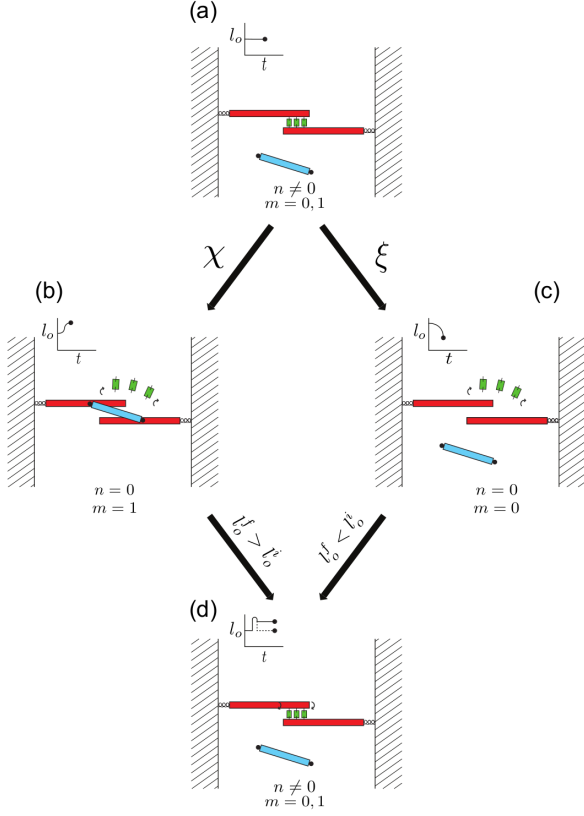 (a)
l_o
t
n ≠ 0
m = 0, 1
χ
ξ
(b)
(c)
l_o
t
l_o
t
n = 0
m = 1
n = 0
m = 0
l_o^f > l_o^i
l_o^f < l_o^i
(d)
l_o
t
n ≠ 0
m = 0, 1